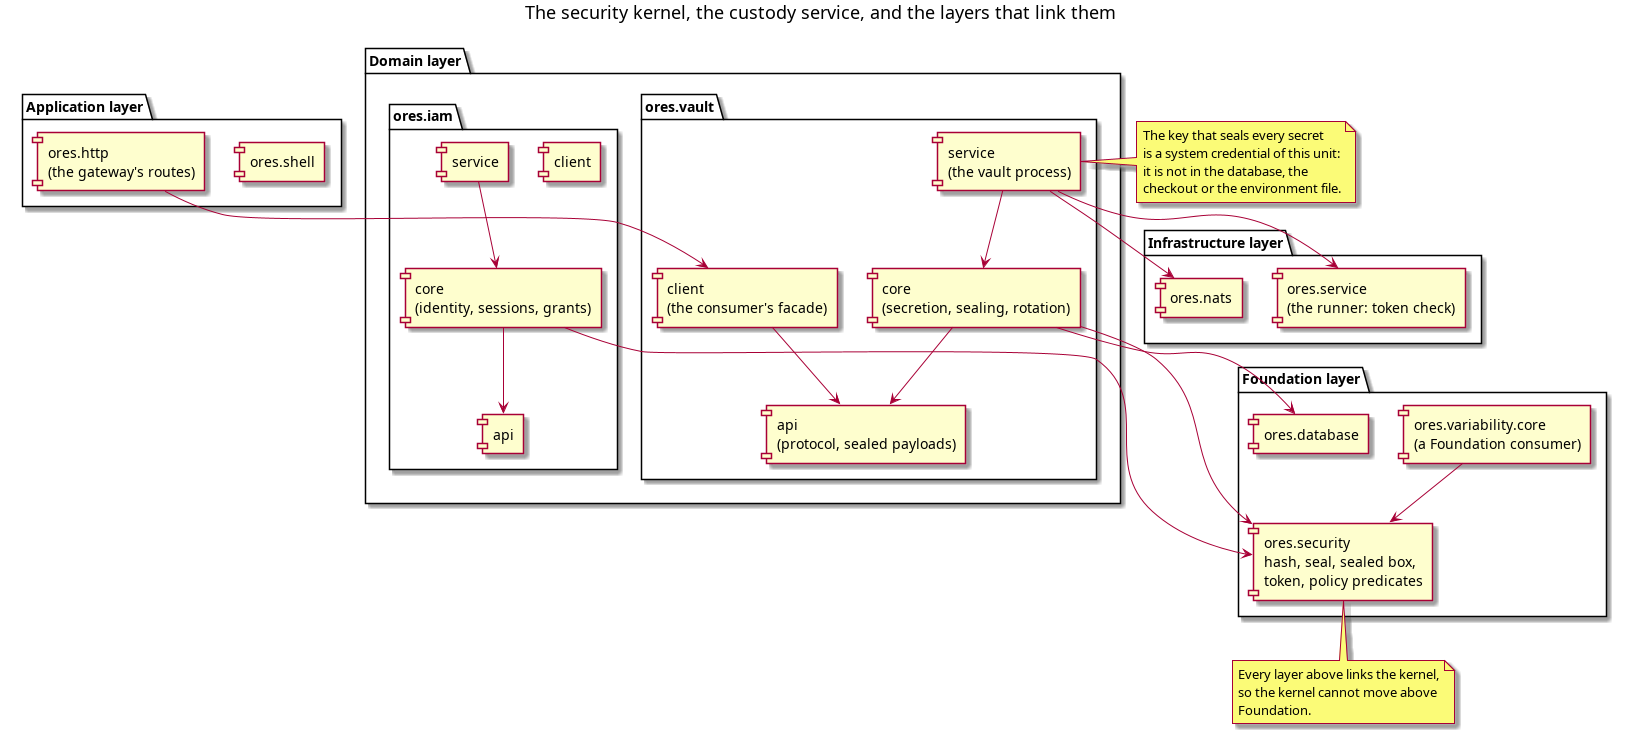 The security kernel, the custody service, and the layers that link them
Application layer
ores.http
(the gateway's routes)
ores.shell
Domain layer
ores.iam
service
client
core
(identity, sessions, grants)
api
ores.vault
service
(the vault process)
client
(the consumer's facade)
core
(secretion, sealing, rotation)
api
(protocol, sealed payloads)
The key that seals every secret
is a system credential of this unit:
it is not in the database, the
checkout or the environment file.
Infrastructure layer
ores.nats
ores.service
(the runner: token check)
Foundation layer
ores.database
ores.variability.core
(a Foundation consumer)
ores.security
hash, seal, sealed box,
token, policy predicates
Every layer above links the kernel,
so the kernel cannot move above
Foundation.